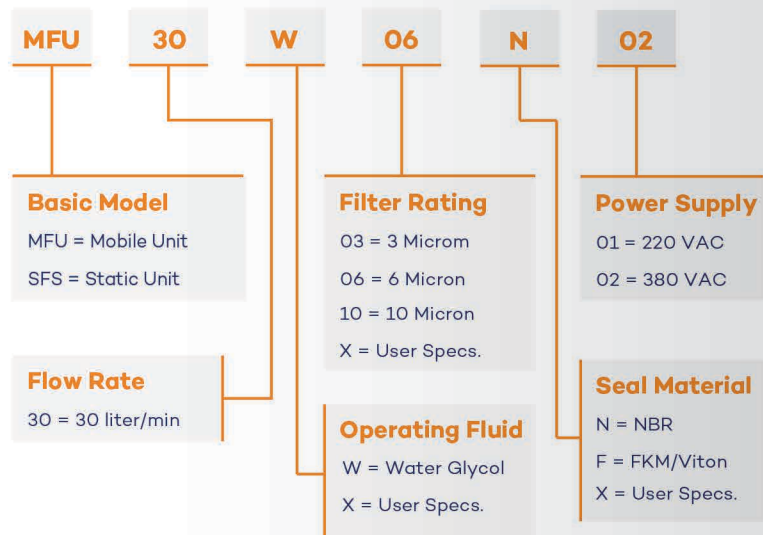 MFU 30 W 06 N 02
Basic Model
MFU = Mobile Unit
SFS = Static Unit
Flow Rate
30 = 30 liter/min
Filter Rating
03 = 3 Microm
06 = 6 Micron
10 = 10 Micron
X = User Specs.
Operating Fluid
W = Water Glycol
X = User Specs.
Power Supply
01 = 220 VAC
02 = 380 VAC
Seal Material
N = NBR
F = FKM/Viton
X = User Specs.